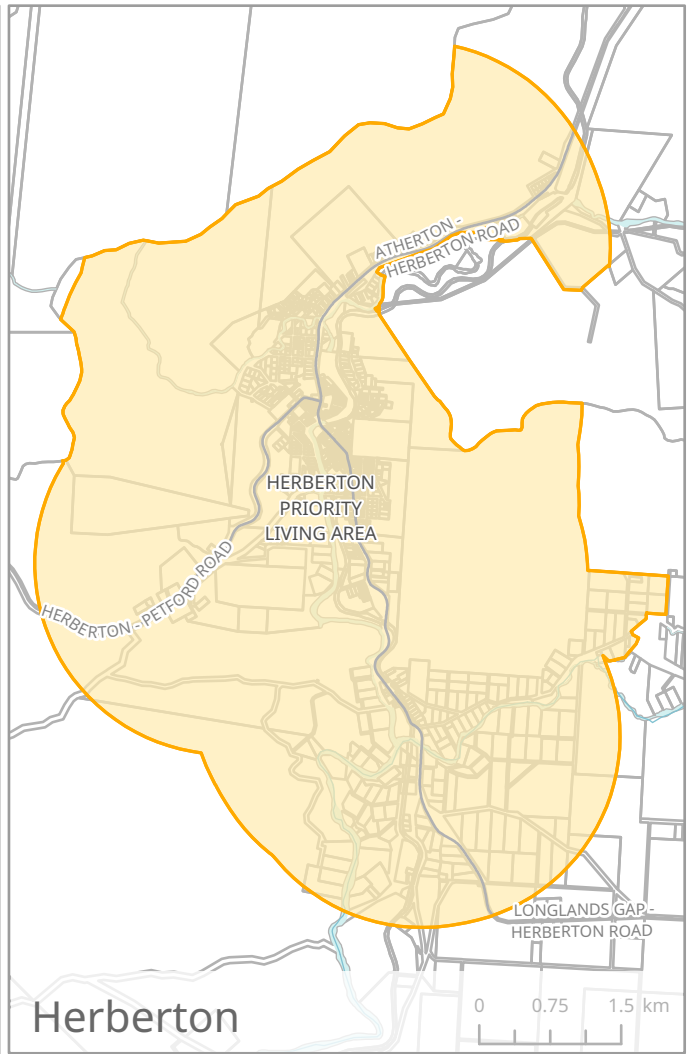 ATHERTON -
HERBERTON ROAD
HERBERTON
PRIORITY
LIVING AREA
HERBERTON - PETFORD ROAD
LONGLANDS GAP -
HERBERTON ROAD
Herberton
0 0.75 1.5 km